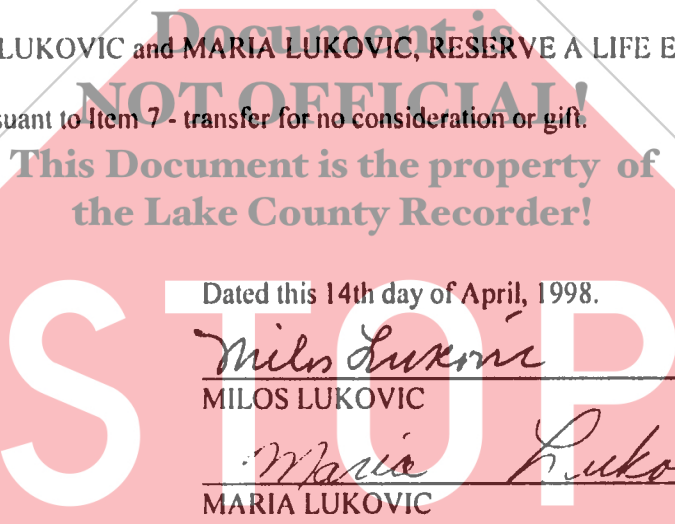 Document is
LUKOVIC and MARIA LUKOVIC, RESERVE A LIFE E
NOT OFFICIAL!
suant to Item 7 - transfer for no consideration or gift.
This Document is the property of
the Lake County Recorder!
STOP
Dated this 14th day of April, 1998.
Milos Lukovic
MILOS LUKOVIC
Maria Luko
MARIA LUKOVIC